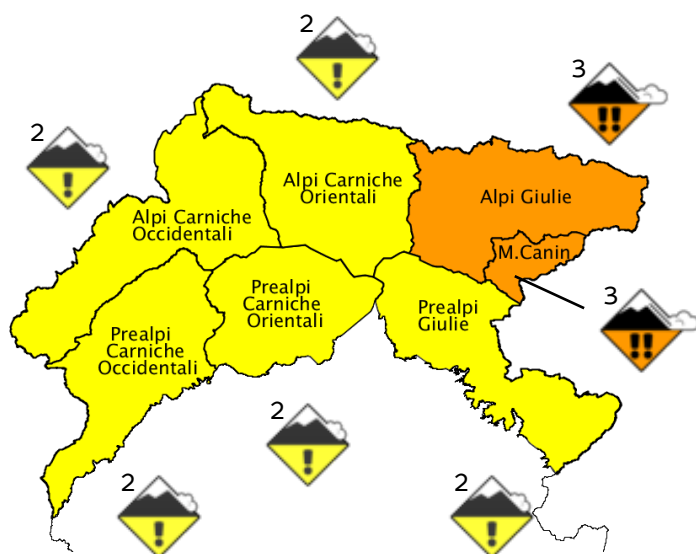 2
3
2
Alpi Carniche
Orientali
Alpi Giulie
Alpi Carniche
Occidentali
M.Canin
Prealpi
Carniche
Orientali
Prealpi
Giulie
3
Prealpi
Carniche
Occidentali
2
2
2